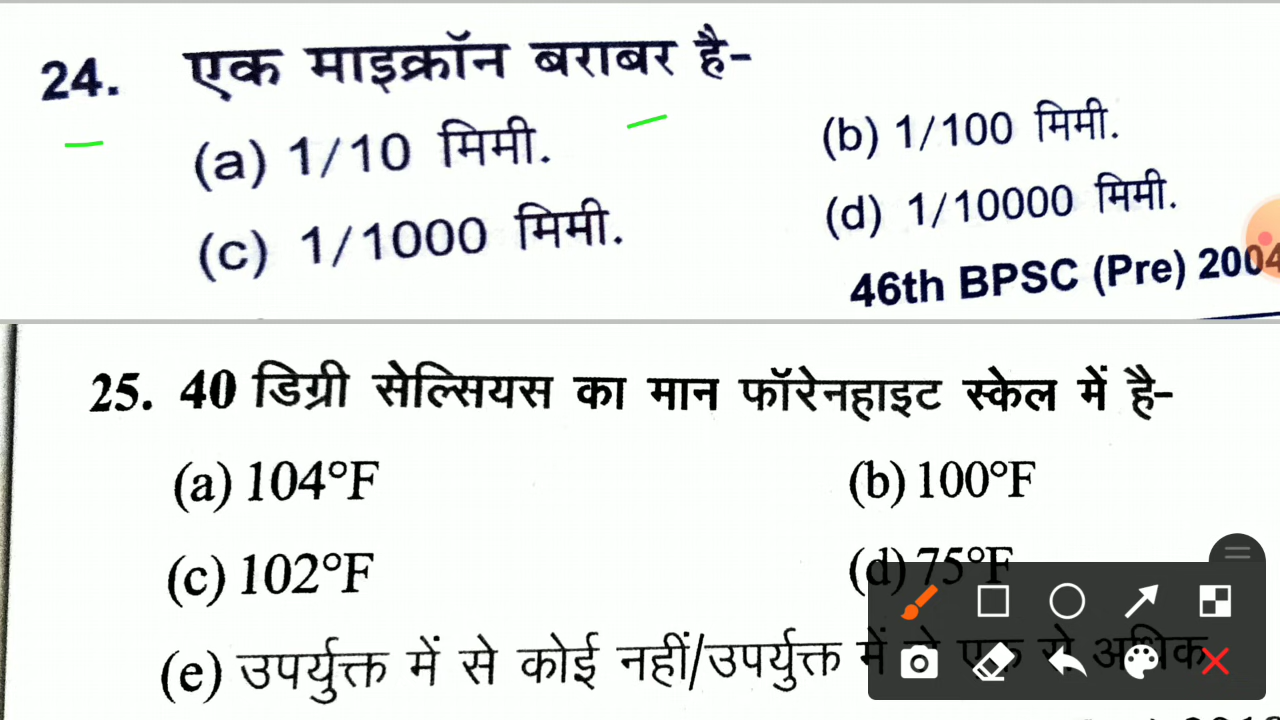 24. एक माइक्रॉन बराबर है-
(a) 1/10 मिमी. (b) 1/100 मिमी.
(c) 1/1000 मिमी. (d) 1/10000 मिमी.
46th BPSC (Pre) 2004
25. 40 डिग्री सेल्सियस का मान फॉरेनहाइट स्केल में है-
(a) 104°F (b) 100°F
(c) 102°F (d) 75°F
(e) उपर्युक्त में से कोई नहीं/उपर्युक्त में से एक से अधिक